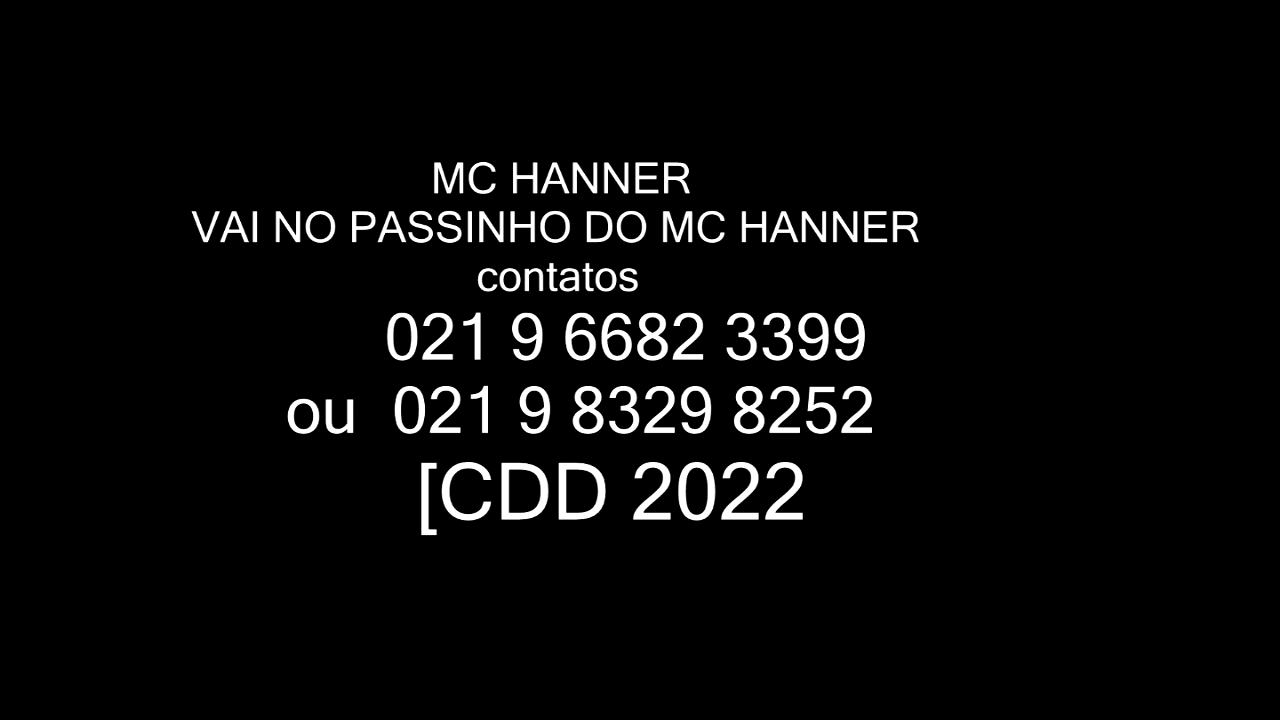 MC HANNER
VAI NO PASSINHO DO MC HANNER
contatos
021 9 6682 3399
ou 021 9 8329 8252
[CDD 2022